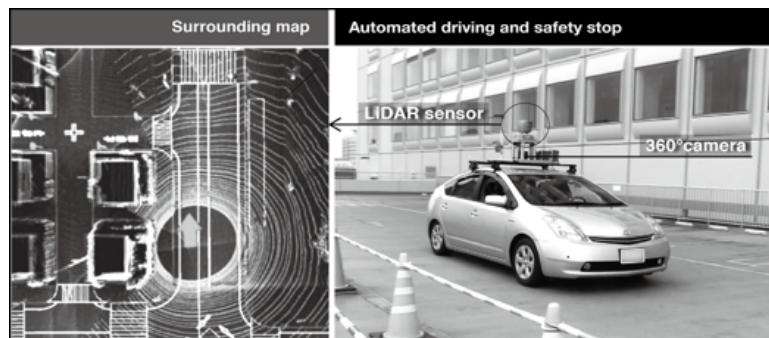 Surrounding map
Automated driving and safety stop
LiDAR sensor
360°camera